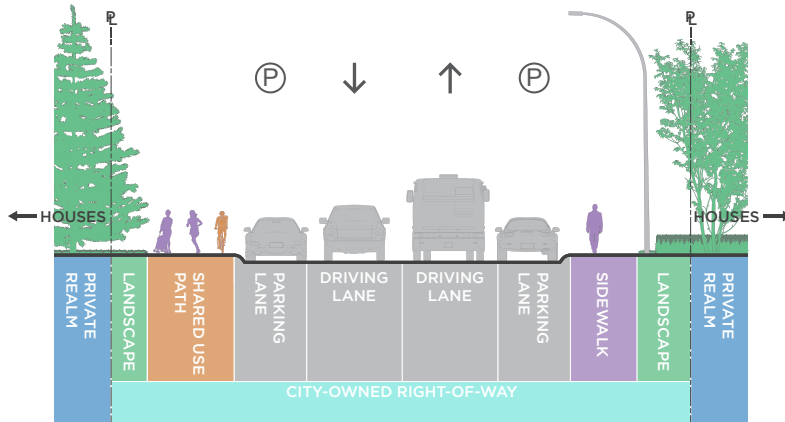 PL
PL
P
P
HOUSES
HOUSES
PRIVATE
REALM
LANDSCAPE
SHARED USE
PATH
PARKING
LANE
DRIVING
LANE
DRIVING
LANE
PARKING
LANE
SIDEWALK
LANDSCAPE
PRIVATE
REALM
CITY-OWNED RIGHT-OF-WAY